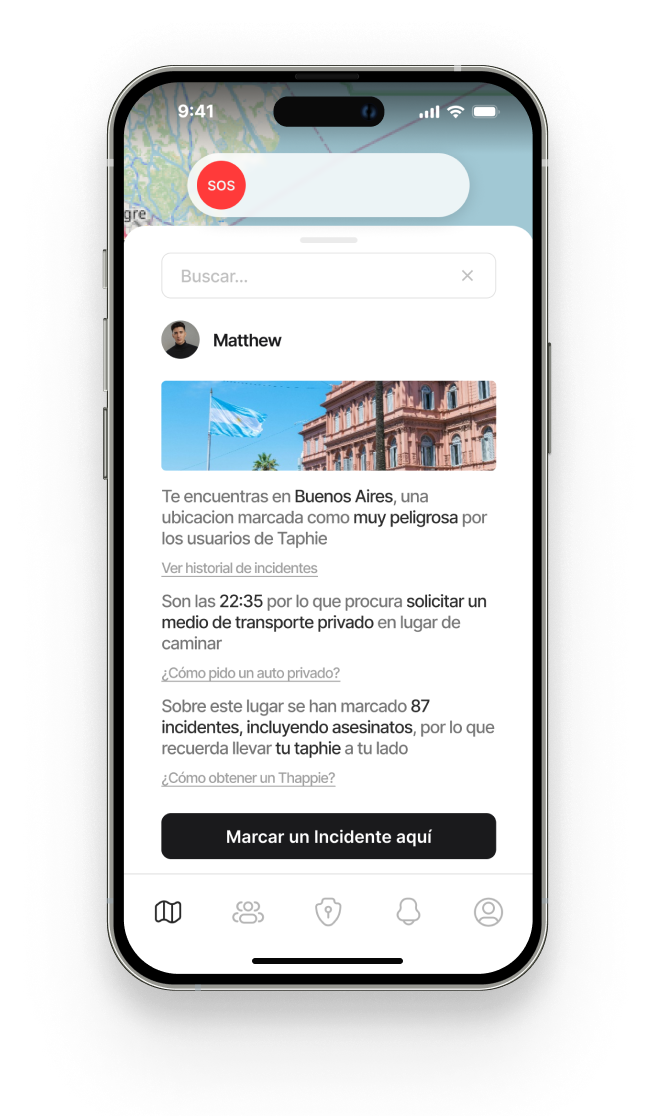 9:41
SOS
gre
Buscar...
Matthew
Te encuentras en Buenos Aires, una
ubicacion marcada como muy peligrosa por
los usuarios de Taphie
Ver historial de incidentes
Son las 22:35 por lo que procura solicitar un
medio de transporte privado en lugar de
caminar
¿Cómo pido un auto privado?
Sobre este lugar se han marcado 87
incidentes, incluyendo asesinatos, por lo que
recuerda llevar tu taphie a tu lado
¿Cómo obtener un Thappie?
Marcar un Incidente aquí